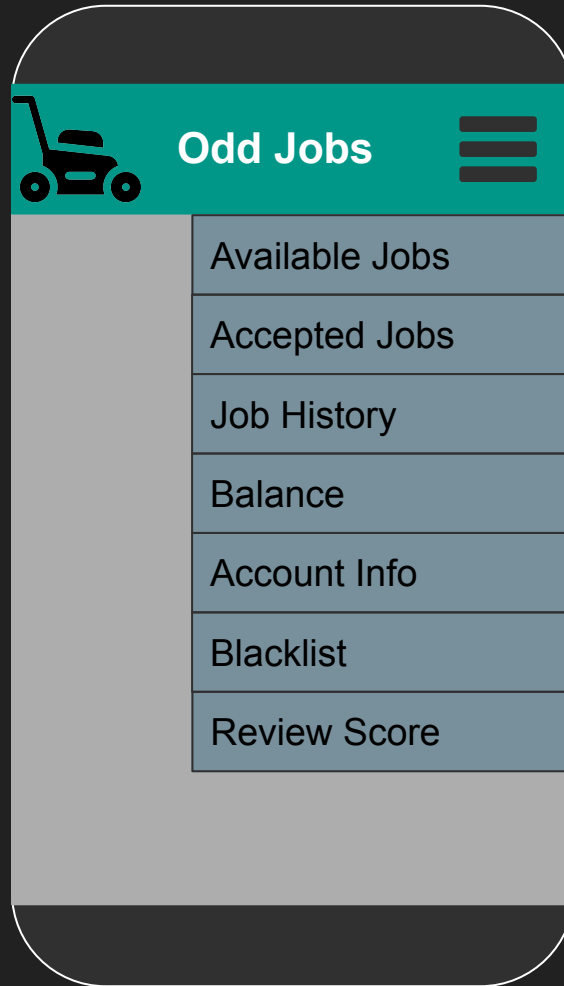 Odd Jobs
Available Jobs
Accepted Jobs
Job History
Balance
Account Info
Blacklist
Review Score